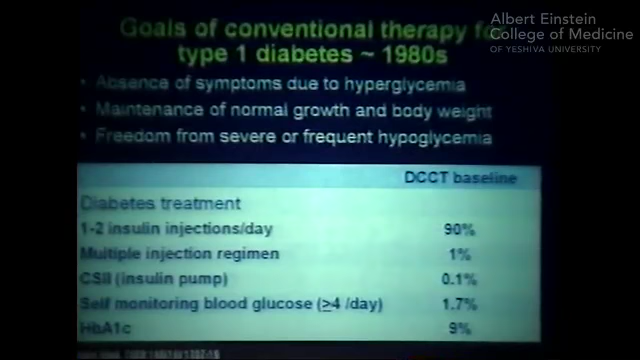 Albert Einstein
College of Medicine
OF YESHIVA UNIVERSITY
Goals of conventional therapy
type 1 diabetes ~ 1980s
• Absence of symptoms due to hyperglycemia
• Maintenance of normal growth and body weight
• Freedom from severe or frequent hypoglycemia
DCCT baseline
Diabetes treatment
1-2 insulin injections/day 90%
Multiple injection regimen 1%
CSII (insulin pump) 0.1%
Self monitoring blood glucose (≥4 /day) 1.7%
HbA1c 9%